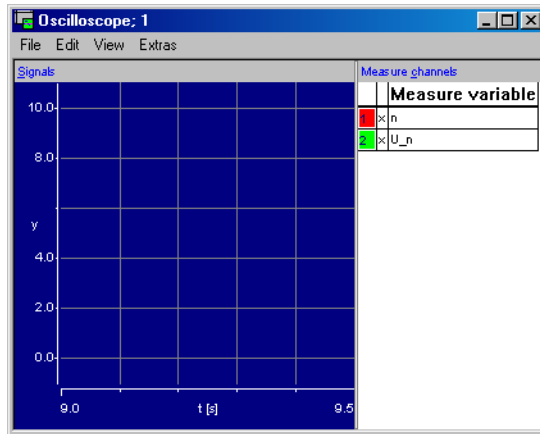 Oscilloscope; 1
File Edit View Extras
Signals
Measure channels
Measure variable
1 × n
2 × U_n
10.0
8.0
y
4.0
2.0
0.0
9.0 t [s] 9.5